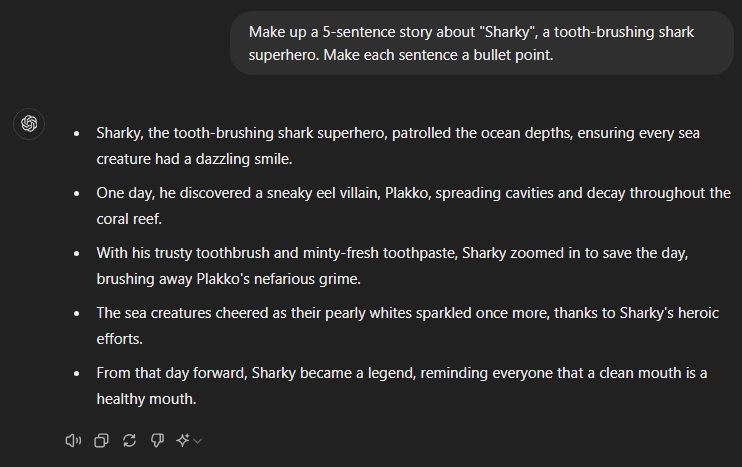 Make up a 5-sentence story about "Sharky", a tooth-brushing shark
superhero. Make each sentence a bullet point.
• Sharky, the tooth-brushing shark superhero, patrolled the ocean depths, ensuring every sea
creature had a dazzling smile.
• One day, he discovered a sneaky eel villain, Plakko, spreading cavities and decay throughout the
coral reef.
• With his trusty toothbrush and minty-fresh toothpaste, Sharky zoomed in to save the day,
brushing away Plakko's nefarious grime.
• The sea creatures cheered as their pearly whites sparkled once more, thanks to Sharky's heroic
efforts.
• From that day forward, Sharky became a legend, reminding everyone that a clean mouth is a
healthy mouth.